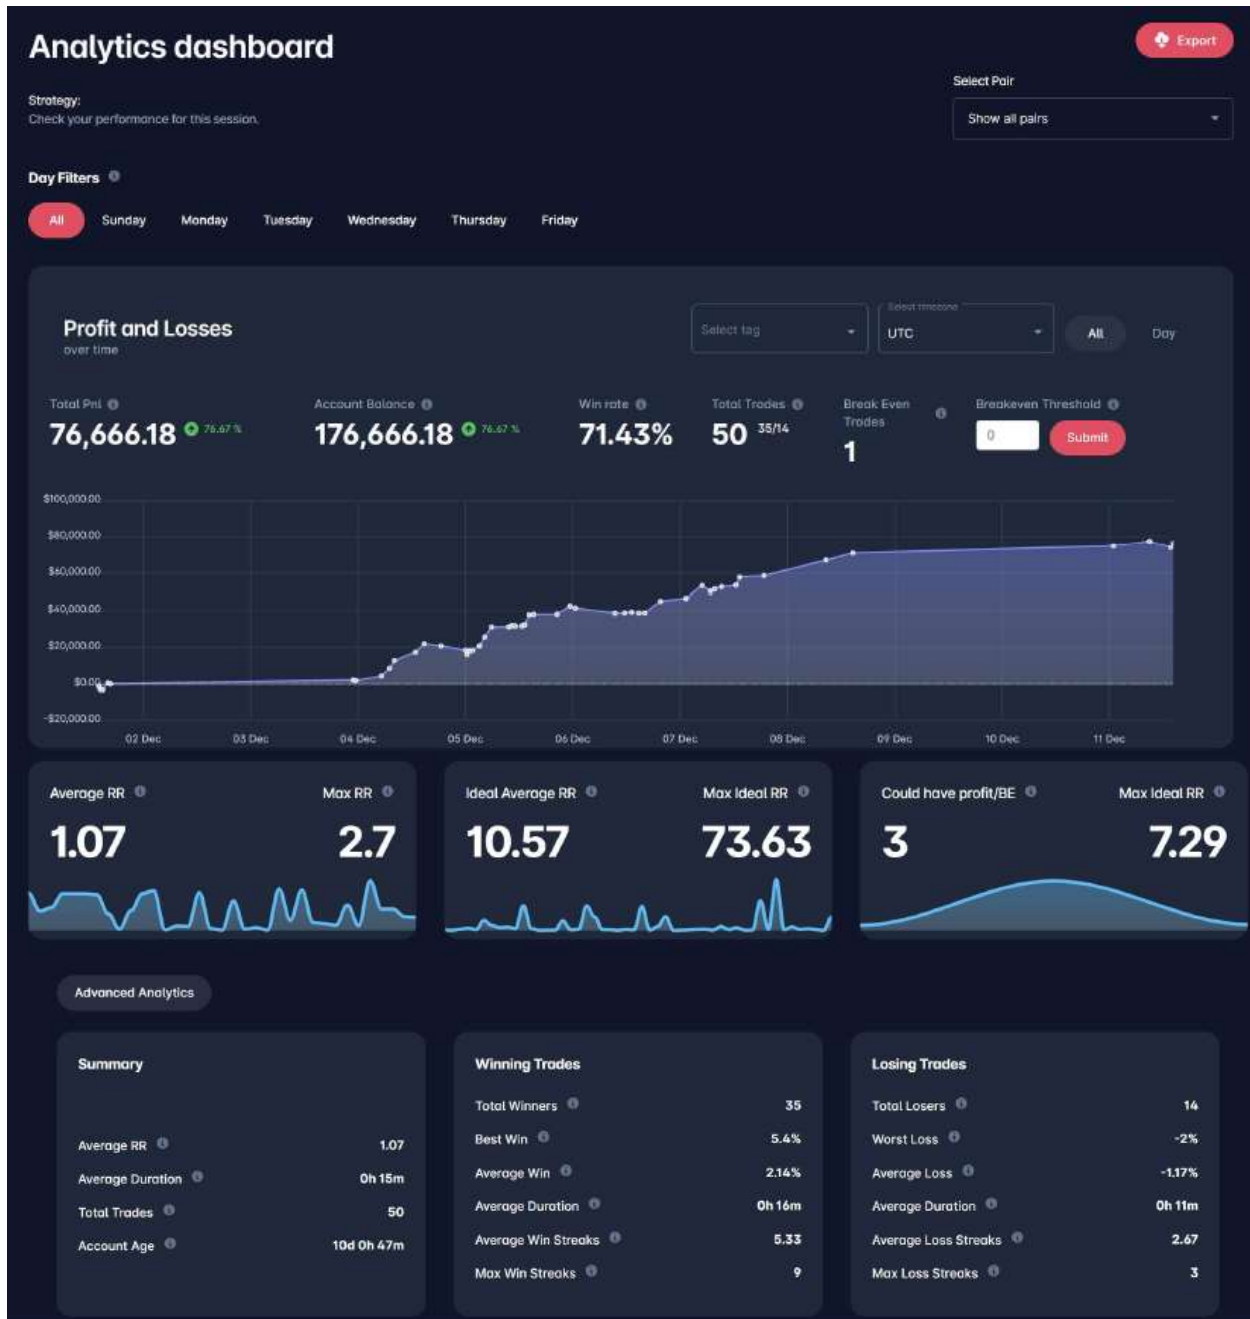 Analytics dashboard
Export
Select Pair
Strategy:
Check your performance for this session.
Show all pairs
Day Filters
All Sunday Monday Tuesday Wednesday Thursday Friday
Profit and Losses
over time
Select tag
Select timezone
UTC
All
Day
Total Pnl
76,666.18 76.67 %
Account Balance
176,666.18 76.67 %
Win rate
71.43%
Total Trades
50 35/14
Break Even
Trades
1
Breakeven Threshold
0
Submit
$100,000.00
$80,000.00
$60,000.00
$40,000.00
$20,000.00
$0.00
-$20,000.00
02 Dec 03 Dec 04 Dec 05 Dec 06 Dec 07 Dec 08 Dec 09 Dec 10 Dec 11 Dec
Average RR Max RR
1.07 2.7
Ideal Average RR Max Ideal RR
10.57 73.63
Could have profit/BE Max Ideal RR
3 7.29
Advanced Analytics
Summary
Average RR 1.07
Average Duration 0h 15m
Total Trades 50
Account Age 10d 0h 47m
Winning Trades
Total Winners 35
Best Win 5.4%
Average Win 2.14%
Average Duration 0h 16m
Average Win Streaks 5.33
Max Win Streaks 9
Losing Trades
Total Losers 14
Worst Loss -2%
Average Loss -1.17%
Average Duration 0h 11m
Average Loss Streaks 2.67
Max Loss Streaks 3